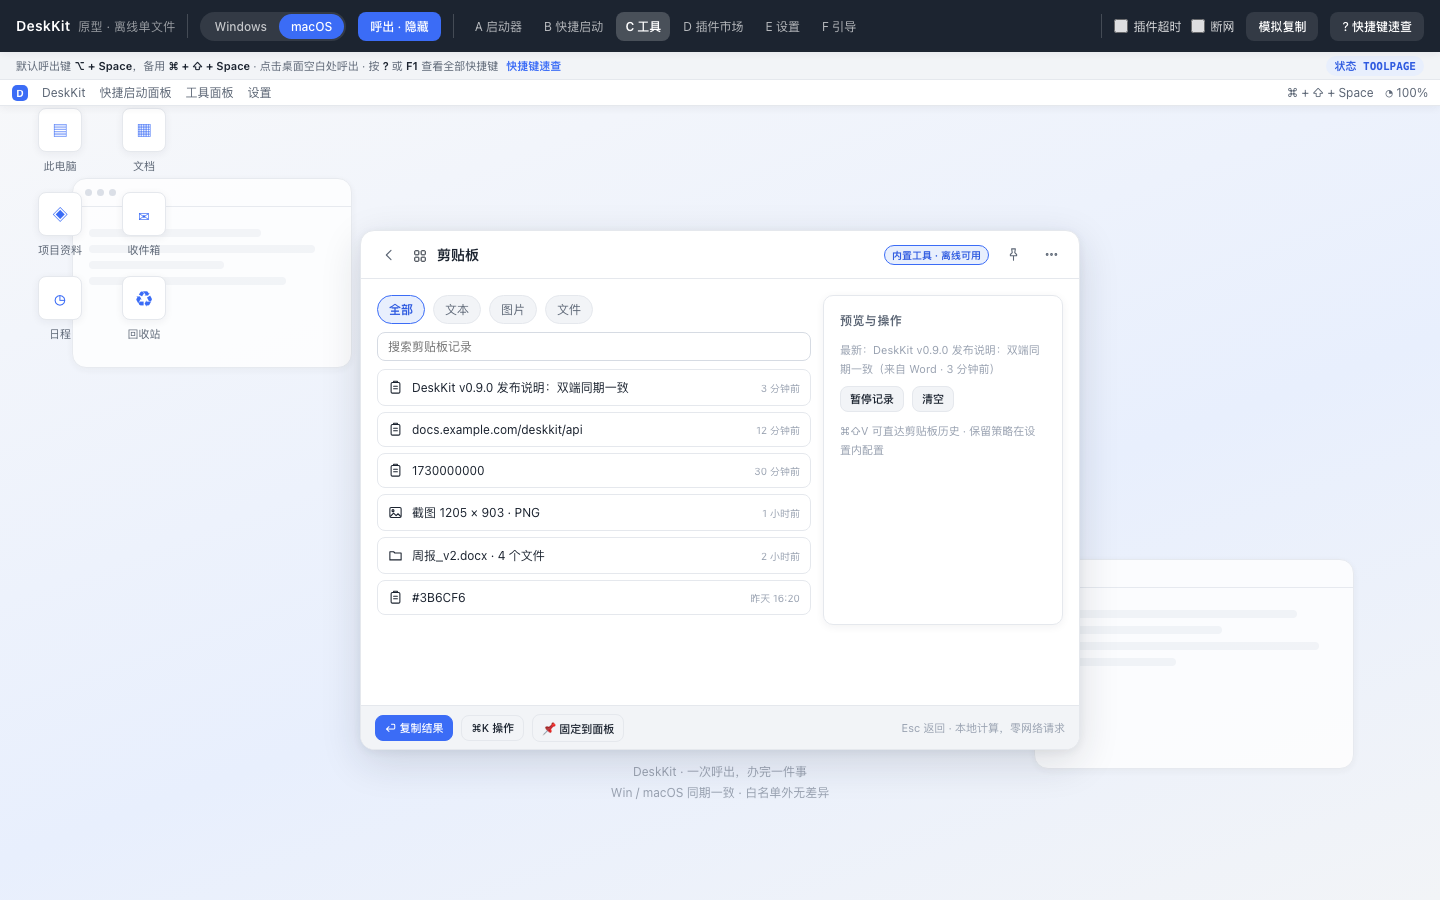 DeskKit 原型 · 离线单文件 Windows macOS 呼出 · 隐藏 A 启动器 B 快捷启动 C 工具 D 插件市场 E 设置 F 引导 插件超时 断网 模拟复制 ? 快捷键速查
默认呼出键 ⌥ + Space，备用 ⌘ + ⇧ + Space · 点击桌面空白处呼出 · 按 ? 或 F1 查看全部快捷键 快捷键速查 状态 TOOLPAGE
D DeskKit 快捷启动面板 工具面板 设置 ⌘ + ⇧ + Space 100%
此电脑 文档
项目资料 收件箱
日程 回收站
剪贴板 内置工具 · 离线可用
全部 文本 图片 文件
搜索剪贴板记录
DeskKit v0.9.0 发布说明：双端同期一致 3 分钟前
docs.example.com/deskkit/api 12 分钟前
1730000000 30 分钟前
截图 1205 × 903 · PNG 1 小时前
周报_v2.docx · 4 个文件 2 小时前
#3B6CF6 昨天 16:20
预览与操作
最新：DeskKit v0.9.0 发布说明：双端同
期一致（来自 Word · 3 分钟前）
暂停记录 清空
⌘⇧V 可直达剪贴板历史 · 保留策略在设
置内配置
复制结果 ⌘K 操作 固定到面板 Esc 返回 · 本地计算，零网络请求
DeskKit · 一次呼出，办完一件事
Win / macOS 同期一致 · 白名单外无差异